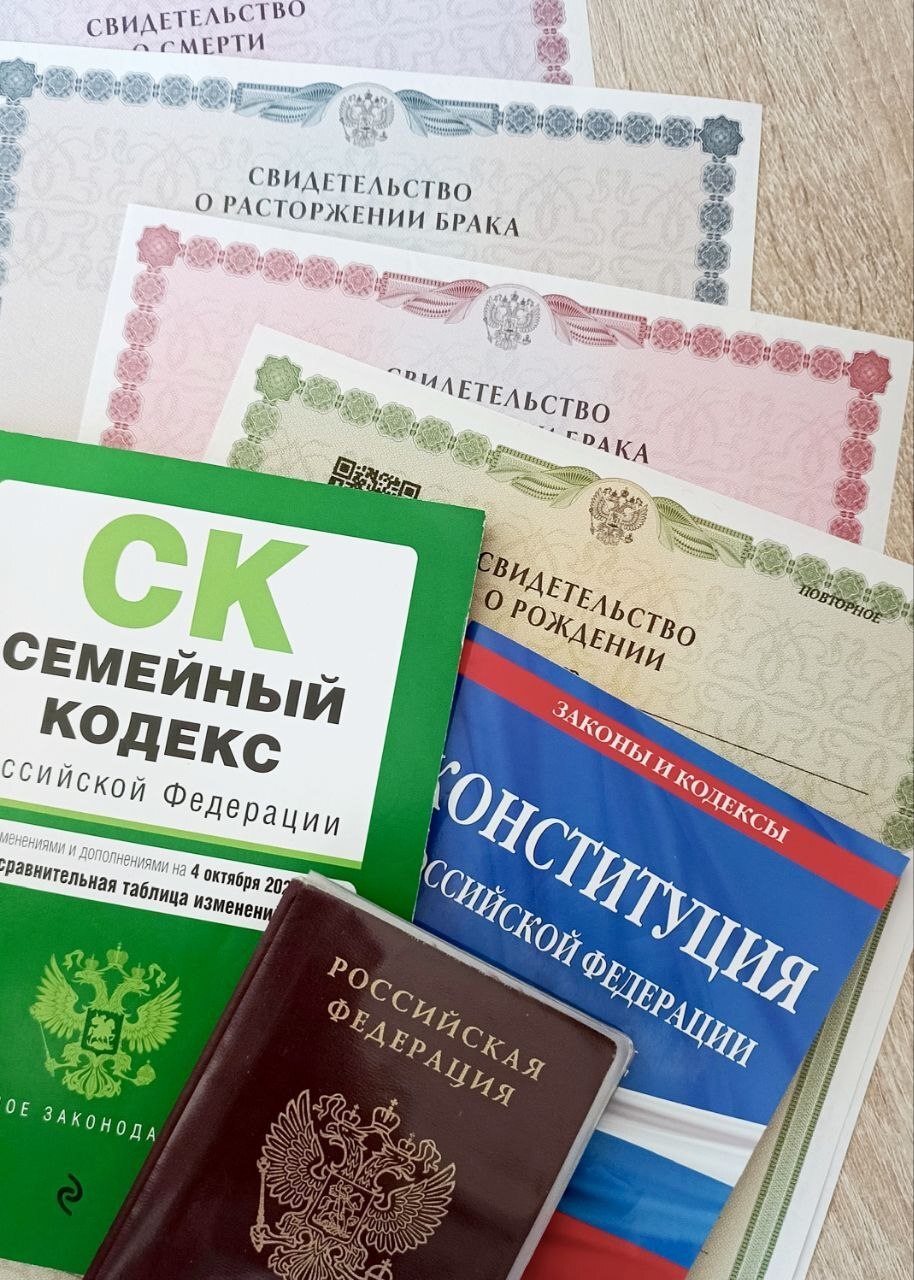 СВИДЕТЕЛЬСТВО
О СМЕРТИ
СВИДЕТЕЛЬСТВО
О РАСТОРЖЕНИИ БРАКА
СВИДЕТЕЛЬСТВО
БРАКА
СВИДЕТЕЛЬСТВО
О РОЖДЕНИИ
ПОВТОРНОЕ
СК
СЕМЕЙНЫЙ
КОДЕКС
ссийской Федерации
менениями и дополнениями на 4 октября 202
сравнительная таблица изменени
ОЕ ЗАКОНОДА
ЗАКОНЫ И КОДЕКСЫ
КОНСТИТУЦИЯ
ССИЙСКОЙ ФЕДЕРАЦИИ
РОССИЙСКАЯ
ФЕДЕРАЦИЯ